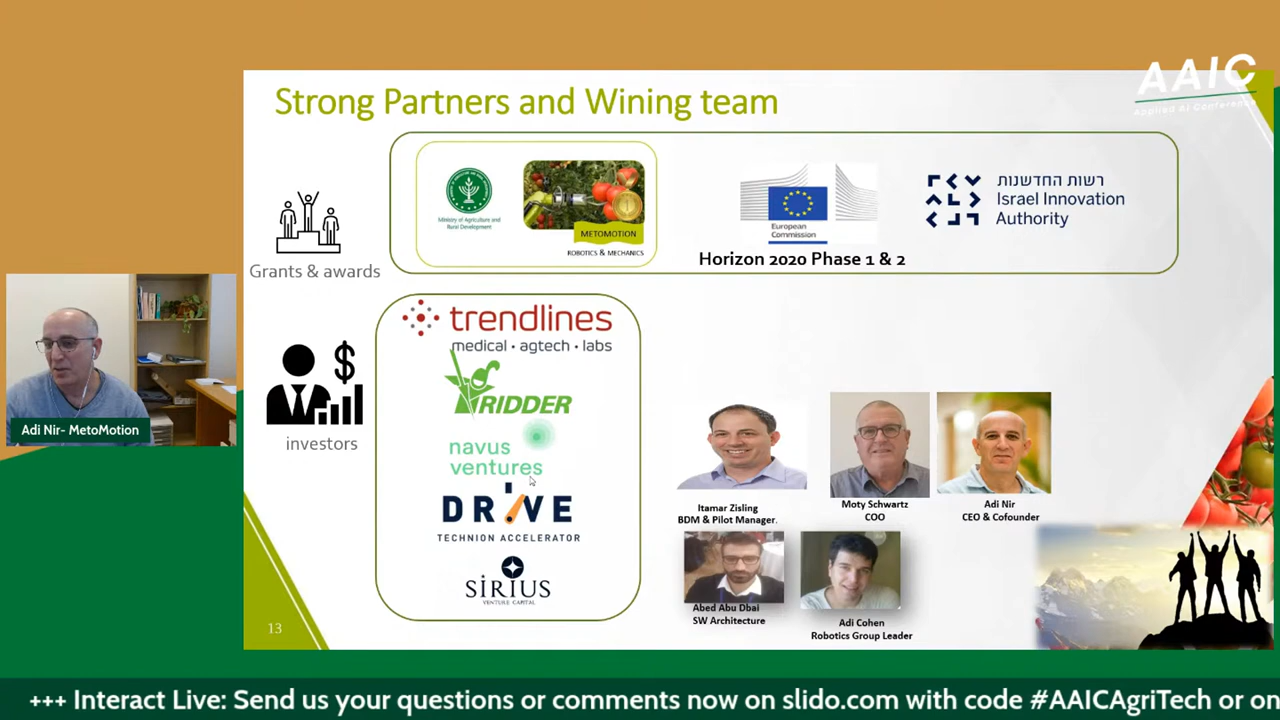 Strong Partners and Wining team
AAIC
Applied AI Conference
Ministry of Agriculture and
Rural Development
METOMOTION
ROBOTICS & MECHANICS
European
Commission
Horizon 2020 Phase 1 & 2
רשות החדשנות
Israel Innovation
Authority
Grants & awards
trendlines
medical • agtech • labs
RIDDER
navus
ventures
DRIVE
TECHNION ACCELERATOR
SIRIUS
VENTURE CAPITAL
investors
Adi Nir- MetoMotion
Itamar Zisling
BDM & Pilot Manager.
Moty Schwartz
COO
Adi Nir
CEO & Cofounder
Abed Abu Dbai
SW Architecture
Adi Cohen
Robotics Group Leader
13
+++ Interact Live: Send us your questions or comments now on slido.com with code #AAICAgriTech or on